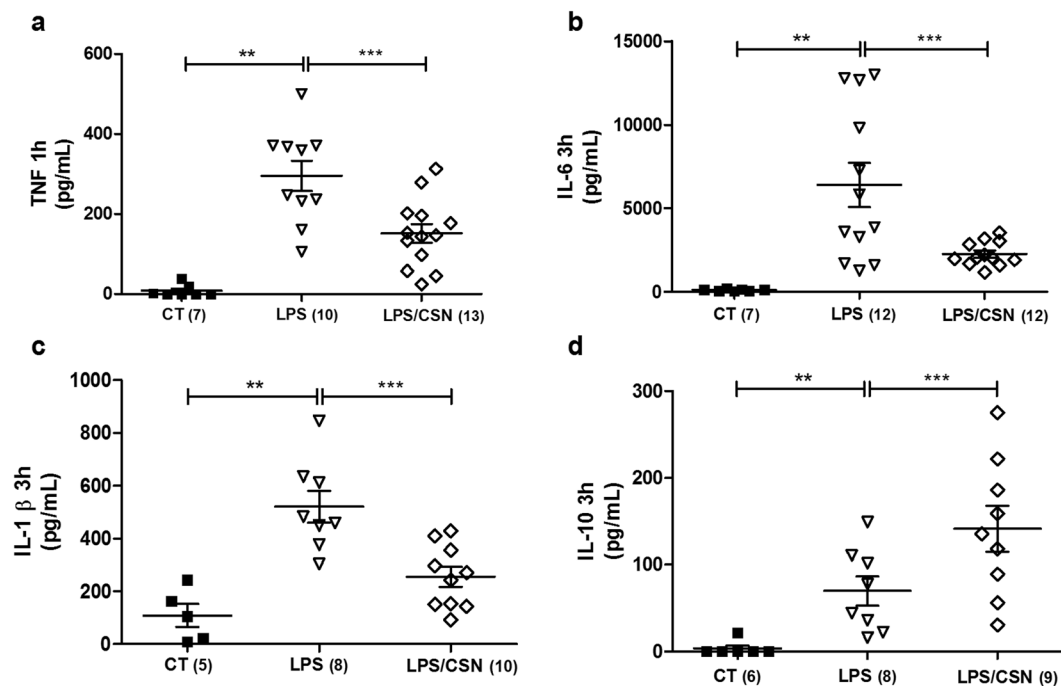 a
600
400
200
0
TNF 1h
(pg/mL)
** ***
CT (7) LPS (10) LPS/CSN (13)
b
15000
10000
5000
0
IL-6 3h
(pg/mL)
** ***
CT (7) LPS (12) LPS/CSN (12)
c
1000
800
600
400
200
0
IL-1 β 3h
(pg/mL)
** ***
CT (5) LPS (8) LPS/CSN (10)
d
300
200
100
0
IL-10 3h
(pg/mL)
** ***
CT (6) LPS (8) LPS/CSN (9)